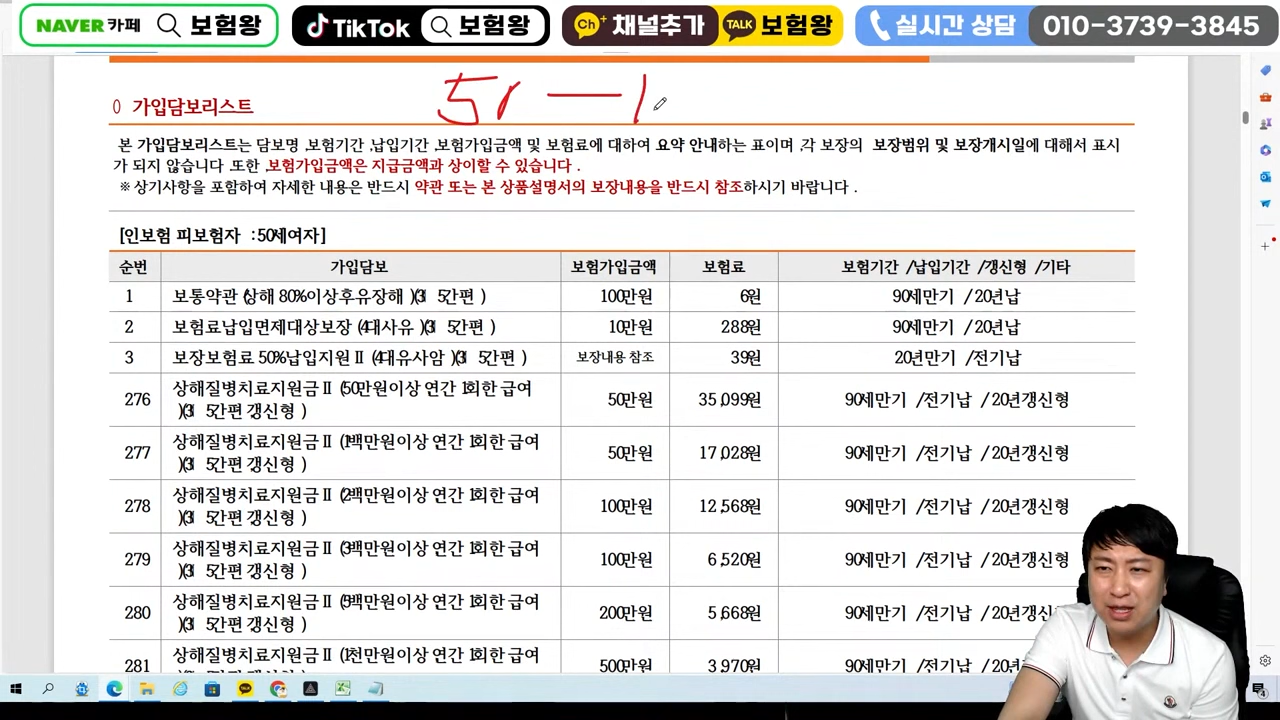 NAVER 카페 보험왕 TikTok 보험왕 Ch+ 채널추가 TALK 보험왕 실시간 상담 010-3739-3845
0 가입담보리스트
본 가입담보리스트는 담보명 ,보험기간 ,납입기간 ,보험가입금액 및 보험료에 대하여 요약 안내하는 표이며 ,각 보장의 보장범위 및 보장개시일에 대해서 표시
가 되지 않습니다 .또한 ,보험가입금액은 지급금액과 상이할 수 있습니다 .
※ 상기사항을 포함하여 자세한 내용은 반드시 약관 또는 본 상품설명서의 보장내용을 반드시 참조하시기 바랍니다 .
[인보험 피보험자 :50세여자]
순번 가입담보 보험가입금액 보험료 보험기간 /납입기간 /갱신형 /기타
1 보통약관 (상해 80%이상후유장해 )(3 5간편 ) 100만원 6원 90세만기 /20년납
2 보험료납입면제대상보장 (4대사유 )(3 5간편 ) 10만원 288원 90세만기 /20년납
3 보장보험료 50%납입지원Ⅱ (4대유사암 )(3 5간편 ) 보장내용 참조 39원 20년만기 /전기납
276 상해질병치료지원금Ⅱ (50만원이상 연간 1회한 급여
)(3 5간편 갱신형 ) 50만원 35,099원 90세만기 /전기납 /20년갱신형
277 상해질병치료지원금Ⅱ (1백만원이상 연간 1회한 급여
)(3 5간편 갱신형 ) 50만원 17,028원 90세만기 /전기납 /20년갱신형
278 상해질병치료지원금Ⅱ (2백만원이상 연간 1회한 급여
)(3 5간편 갱신형 ) 100만원 12,568원 90세만기 /전기납 /20년갱신형
279 상해질병치료지원금Ⅱ (3백만원이상 연간 1회한 급여
)(3 5간편 갱신형 ) 100만원 6,520원 90세만기 /전기납 /20년갱신형
280 상해질병치료지원금Ⅱ (5백만원이상 연간 1회한 급여
)(3 5간편 갱신형 ) 200만원 5,668원 90세만기 /전기납 /20년갱신형
281 상해질병치료지원금Ⅱ (1천만원이상 연간 1회한 급여
500만원 3,970원 90세만기 /전기납 /20